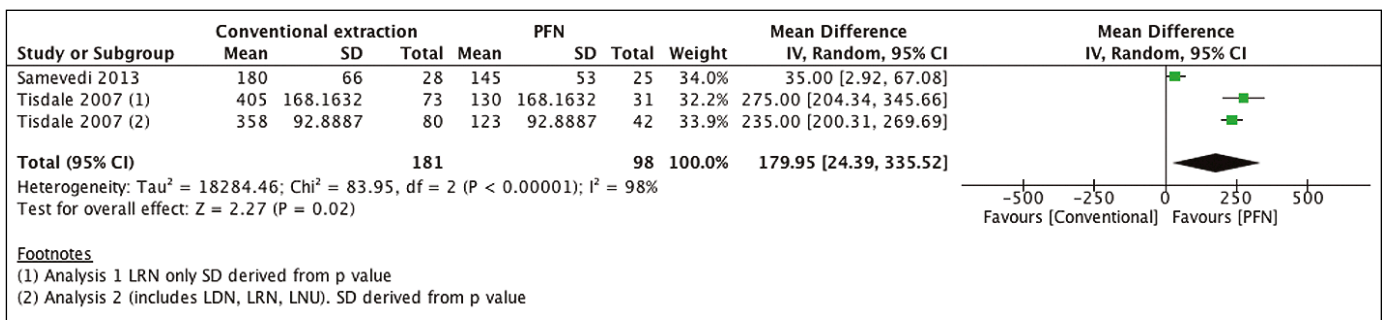 Conventional extraction PFN Mean Difference Mean Difference
Study or Subgroup Mean SD Total Mean SD Total Weight IV, Random, 95% CI IV, Random, 95% CI
Samevedi 2013 180 66 28 145 53 25 34.0% 35.00 [2.92, 67.08]
Tisdale 2007 (1) 405 168.1632 73 130 168.1632 31 32.2% 275.00 [204.34, 345.66]
Tisdale 2007 (2) 358 92.8887 80 123 92.8887 42 33.9% 235.00 [200.31, 269.69]
Total (95% CI) 181 98 100.0% 179.95 [24.39, 335.52]
Heterogeneity: Tau² = 18284.46; Chi² = 83.95, df = 2 (P < 0.00001); I² = 98%
Test for overall effect: Z = 2.27 (P = 0.02)
-500 -250 0 250 500
Favours [Conventional] Favours [PFN]
Footnotes
(1) Analysis 1 LRN only SD derived from p value
(2) Analysis 2 (includes LDN, LRN, LNU). SD derived from p value